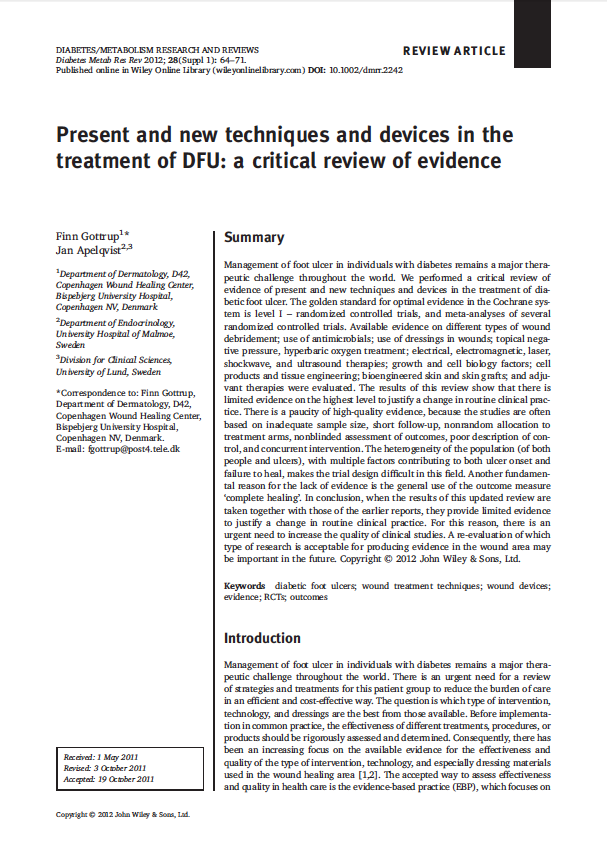 DIABETES/METABOLISM RESEARCH AND REVIEWS
Diabetes Metab Res Rev 2012; 28(Suppl 1): 64–71.
Published online in Wiley Online Library (wileyonlinelibrary.com) DOI: 10.1002/dmrr.2242
REVIEW ARTICLE
Present and new techniques and devices in the
treatment of DFU: a critical review of evidence
Finn Gottrup1*
Jan Apelqvist2,3
1Department of Dermatology, D42,
Copenhagen Wound Healing Center,
Bispebjerg University Hospital,
Copenhagen NV, Denmark
2Department of Endocrinology,
University Hospital of Malmoe,
Sweden
3Division for Clinical Sciences,
University of Lund, Sweden
*Correspondence to: Finn Gottrup,
Department of Dermatology, D42,
Copenhagen Wound Healing Center,
Bispebjerg University Hospital,
Copenhagen NV, Denmark.
E-mail: fgottrup@post4.tele.dk
Received: 1 May 2011
Revised: 3 October 2011
Accepted: 19 October 2011
Summary
Management of foot ulcer in individuals with diabetes remains a major thera-
peutic challenge throughout the world. We performed a critical review of
evidence of present and new techniques and devices in the treatment of dia-
betic foot ulcer. The golden standard for optimal evidence in the Cochrane sys-
tem is level I – randomized controlled trials, and meta-analyses of several
randomized controlled trials. Available evidence on different types of wound
debridement; use of antimicrobials; use of dressings in wounds; topical nega-
tive pressure, hyperbaric oxygen treatment; electrical, electromagnetic, laser,
shockwave, and ultrasound therapies; growth and cell biology factors; cell
products and tissue engineering; bioengineered skin and skin grafts; and adju-
vant therapies were evaluated. The results of this review show that there is
limited evidence on the highest level to justify a change in routine clinical prac-
tice. There is a paucity of high-quality evidence, because the studies are often
based on inadequate sample size, short follow-up, nonrandom allocation to
treatment arms, nonblinded assessment of outcomes, poor description of con-
trol, and concurrent intervention. The heterogeneity of the population (of both
people and ulcers), with multiple factors contributing to both ulcer onset and
failure to heal, makes the trial design difficult in this field. Another fundamen-
tal reason for the lack of evidence is the general use of the outcome measure
‘complete healing’. In conclusion, when the results of this updated review are
taken together with those of the earlier reports, they provide limited evidence
to justify a change in routine clinical practice. For this reason, there is an
urgent need to increase the quality of clinical studies. A re-evaluation of which
type of research is acceptable for producing evidence in the wound area may
be important in the future. Copyright © 2012 John Wiley & Sons, Ltd.
Keywords diabetic foot ulcers; wound treatment techniques; wound devices;
evidence; RCTs; outcomes
Introduction
Management of foot ulcer in individuals with diabetes remains a major thera-
peutic challenge throughout the world. There is an urgent need for a review
of strategies and treatments for this patient group to reduce the burden of care
in an efficient and cost-effective way. The question is which type of intervention,
technology, and dressings are the best from those available. Before implementa-
tion in common practice, the effectiveness of different treatments, procedures, or
products should be rigorously assessed and determined. Consequently, there has
been an increasing focus on the available evidence for the effectiveness and
quality of the type of intervention, technology, and especially dressing materials
used in the wound healing area [1,2]. The accepted way to assess effectiveness
and quality in health care is the evidence-based practice (EBP), which focuses on
Copyright © 2012 John Wiley & Sons, Ltd.